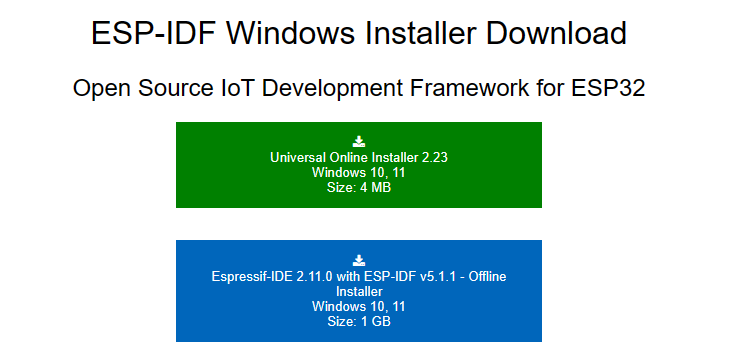 ESP-IDF Windows Installer Download
Open Source IoT Development Framework for ESP32
Universal Online Installer 2.23
Windows 10, 11
Size: 4 MB
Espressif-IDE 2.11.0 with ESP-IDF v5.1.1 - Offline
Installer
Windows 10, 11
Size: 1 GB